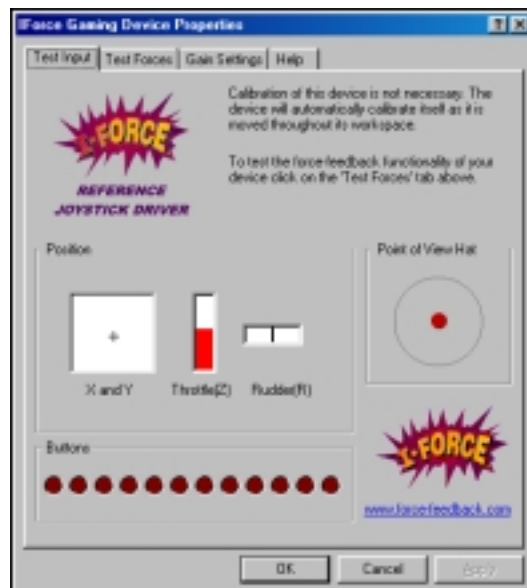 IForce Gaming Device Properties
Test Input Test Forces Gain Settings Help
Calibration of this device is not necessary. The
device will automatically calibrate itself as it is
moved throughout its workspace.
To test the force-feedback functionality of your
device click on the 'Test Forces' tab above.
I-FORCE
REFERENCE
JOYSTICK DRIVER
Position
Point of View Hat
X and Y Throttle(Z) Rudder(R)
Buttons
I-FORCE
www.force-feedback.com
OK Cancel Apply